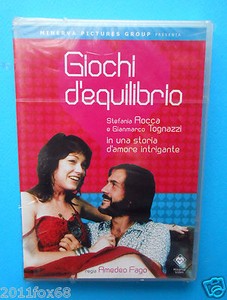 MINERVA PICTURES GROUP PRESENTA
Giochi
d'equilibrio
Stefania Rocca
e Gianmarco Tognazzi
in una storia
d'amore intrigante
regia Amedeo Fago
2011fox68